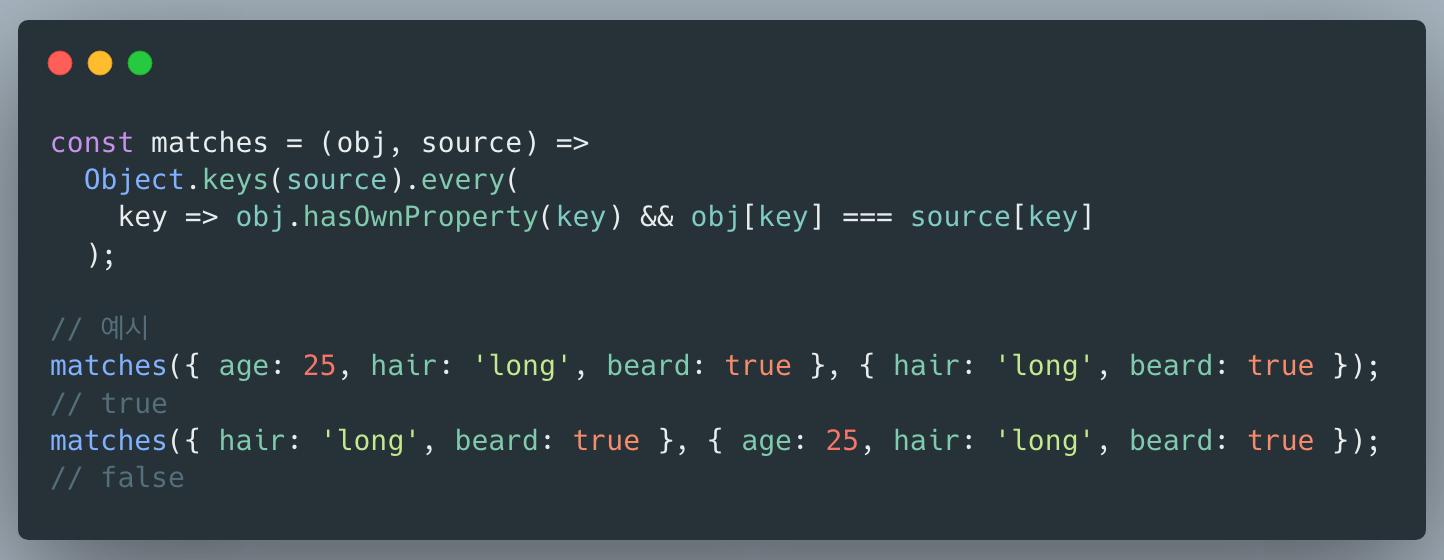 const matches = (obj, source) =>
  Object.keys(source).every(
    key => obj.hasOwnProperty(key) && obj[key] === source[key]
  );

// 예시
matches({ age: 25, hair: 'long', beard: true }, { hair: 'long', beard: true });
// true
matches({ hair: 'long', beard: true }, { age: 25, hair: 'long', beard: true });
// false